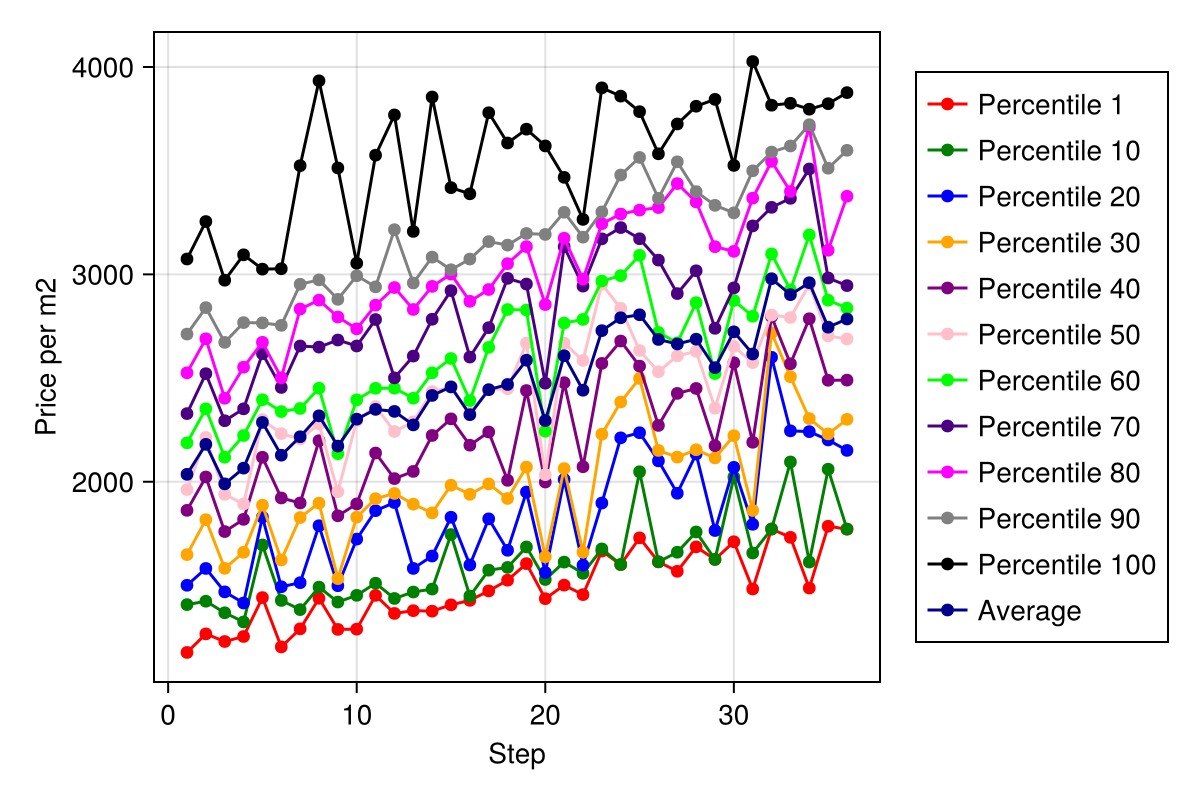 4000
3000
2000
Price per m2
0 10 20 30
Step
Percentile 1
Percentile 10
Percentile 20
Percentile 30
Percentile 40
Percentile 50
Percentile 60
Percentile 70
Percentile 80
Percentile 90
Percentile 100
Average